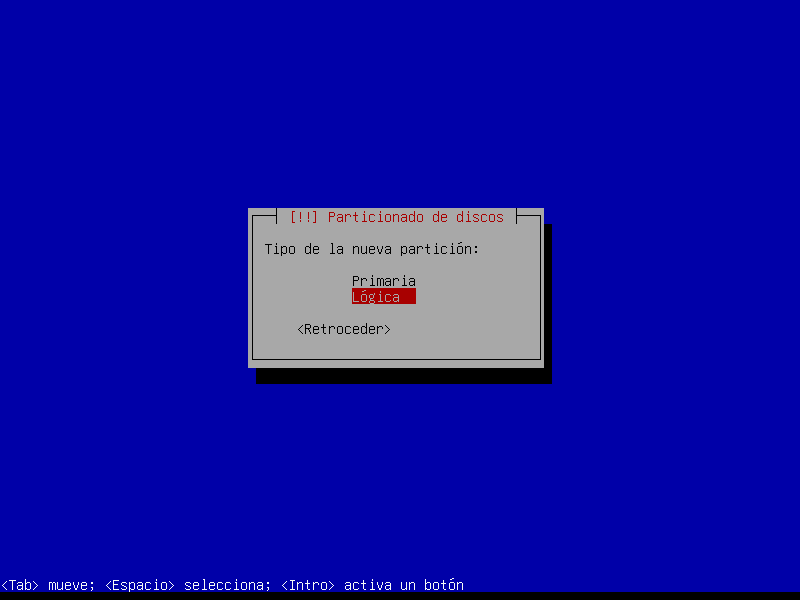 [!!] Particionado de discos
Tipo de la nueva partición:
Primaria
Lógica
<Retroceder>
<Tab> mueve; <Espacio> selecciona; <Intro> activa un botón